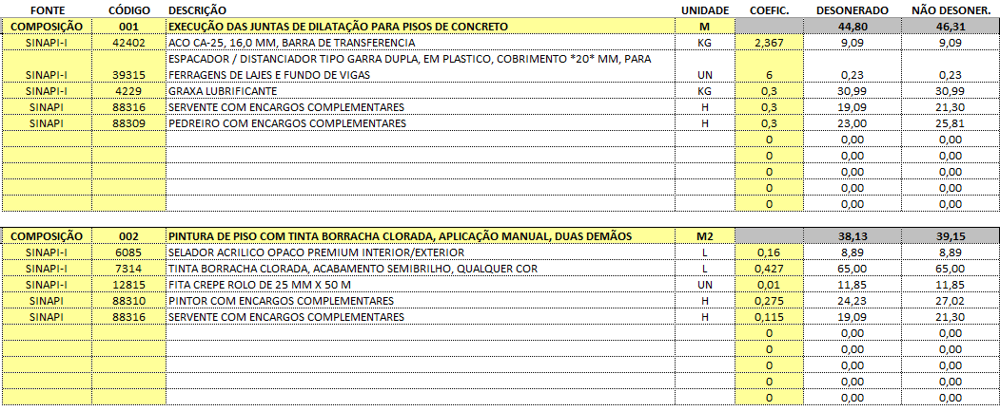 FONTE CÓDIGO DESCRIÇÃO UNIDADE COEFIC. DESONERADO NÃO DESONER.
COMPOSIÇÃO 001 EXECUÇÃO DAS JUNTAS DE DILATAÇÃO PARA PISOS DE CONCRETO M 44,80 46,31
SINAPI-I 42402 ACO CA-25, 16,0 MM, BARRA DE TRANSFERENCIA KG 2,367 9,09 9,09
ESPACADOR / DISTANCIADOR TIPO GARRA DUPLA, EM PLASTICO, COBRIMENTO *20* MM, PARA
SINAPI-I 39315 FERRAGENS DE LAJES E FUNDO DE VIGAS UN 6 0,23 0,23
SINAPI-I 4229 GRAXA LUBRIFICANTE KG 0,3 30,99 30,99
SINAPI 88316 SERVENTE COM ENCARGOS COMPLEMENTARES H 0,3 19,09 21,30
SINAPI 88309 PEDREIRO COM ENCARGOS COMPLEMENTARES H 0,3 23,00 25,81
0 0,00 0,00
0 0,00 0,00
0 0,00 0,00
0 0,00 0,00
0 0,00 0,00
COMPOSIÇÃO 002 PINTURA DE PISO COM TINTA BORRACHA CLORADA, APLICAÇÃO MANUAL, DUAS DEMÃOS M2 38,13 39,15
SINAPI-I 6085 SELADOR ACRILICO OPACO PREMIUM INTERIOR/EXTERIOR L 0,16 8,89 8,89
SINAPI-I 7314 TINTA BORRACHA CLORADA, ACABAMENTO SEMIBRILHO, QUALQUER COR L 0,427 65,00 65,00
SINAPI-I 12815 FITA CREPE ROLO DE 25 MM X 50 M UN 0,01 11,85 11,85
SINAPI 88310 PINTOR COM ENCARGOS COMPLEMENTARES H 0,275 24,23 27,02
SINAPI 88316 SERVENTE COM ENCARGOS COMPLEMENTARES H 0,115 19,09 21,30
0 0,00 0,00
0 0,00 0,00
0 0,00 0,00
0 0,00 0,00
0 0,00 0,00